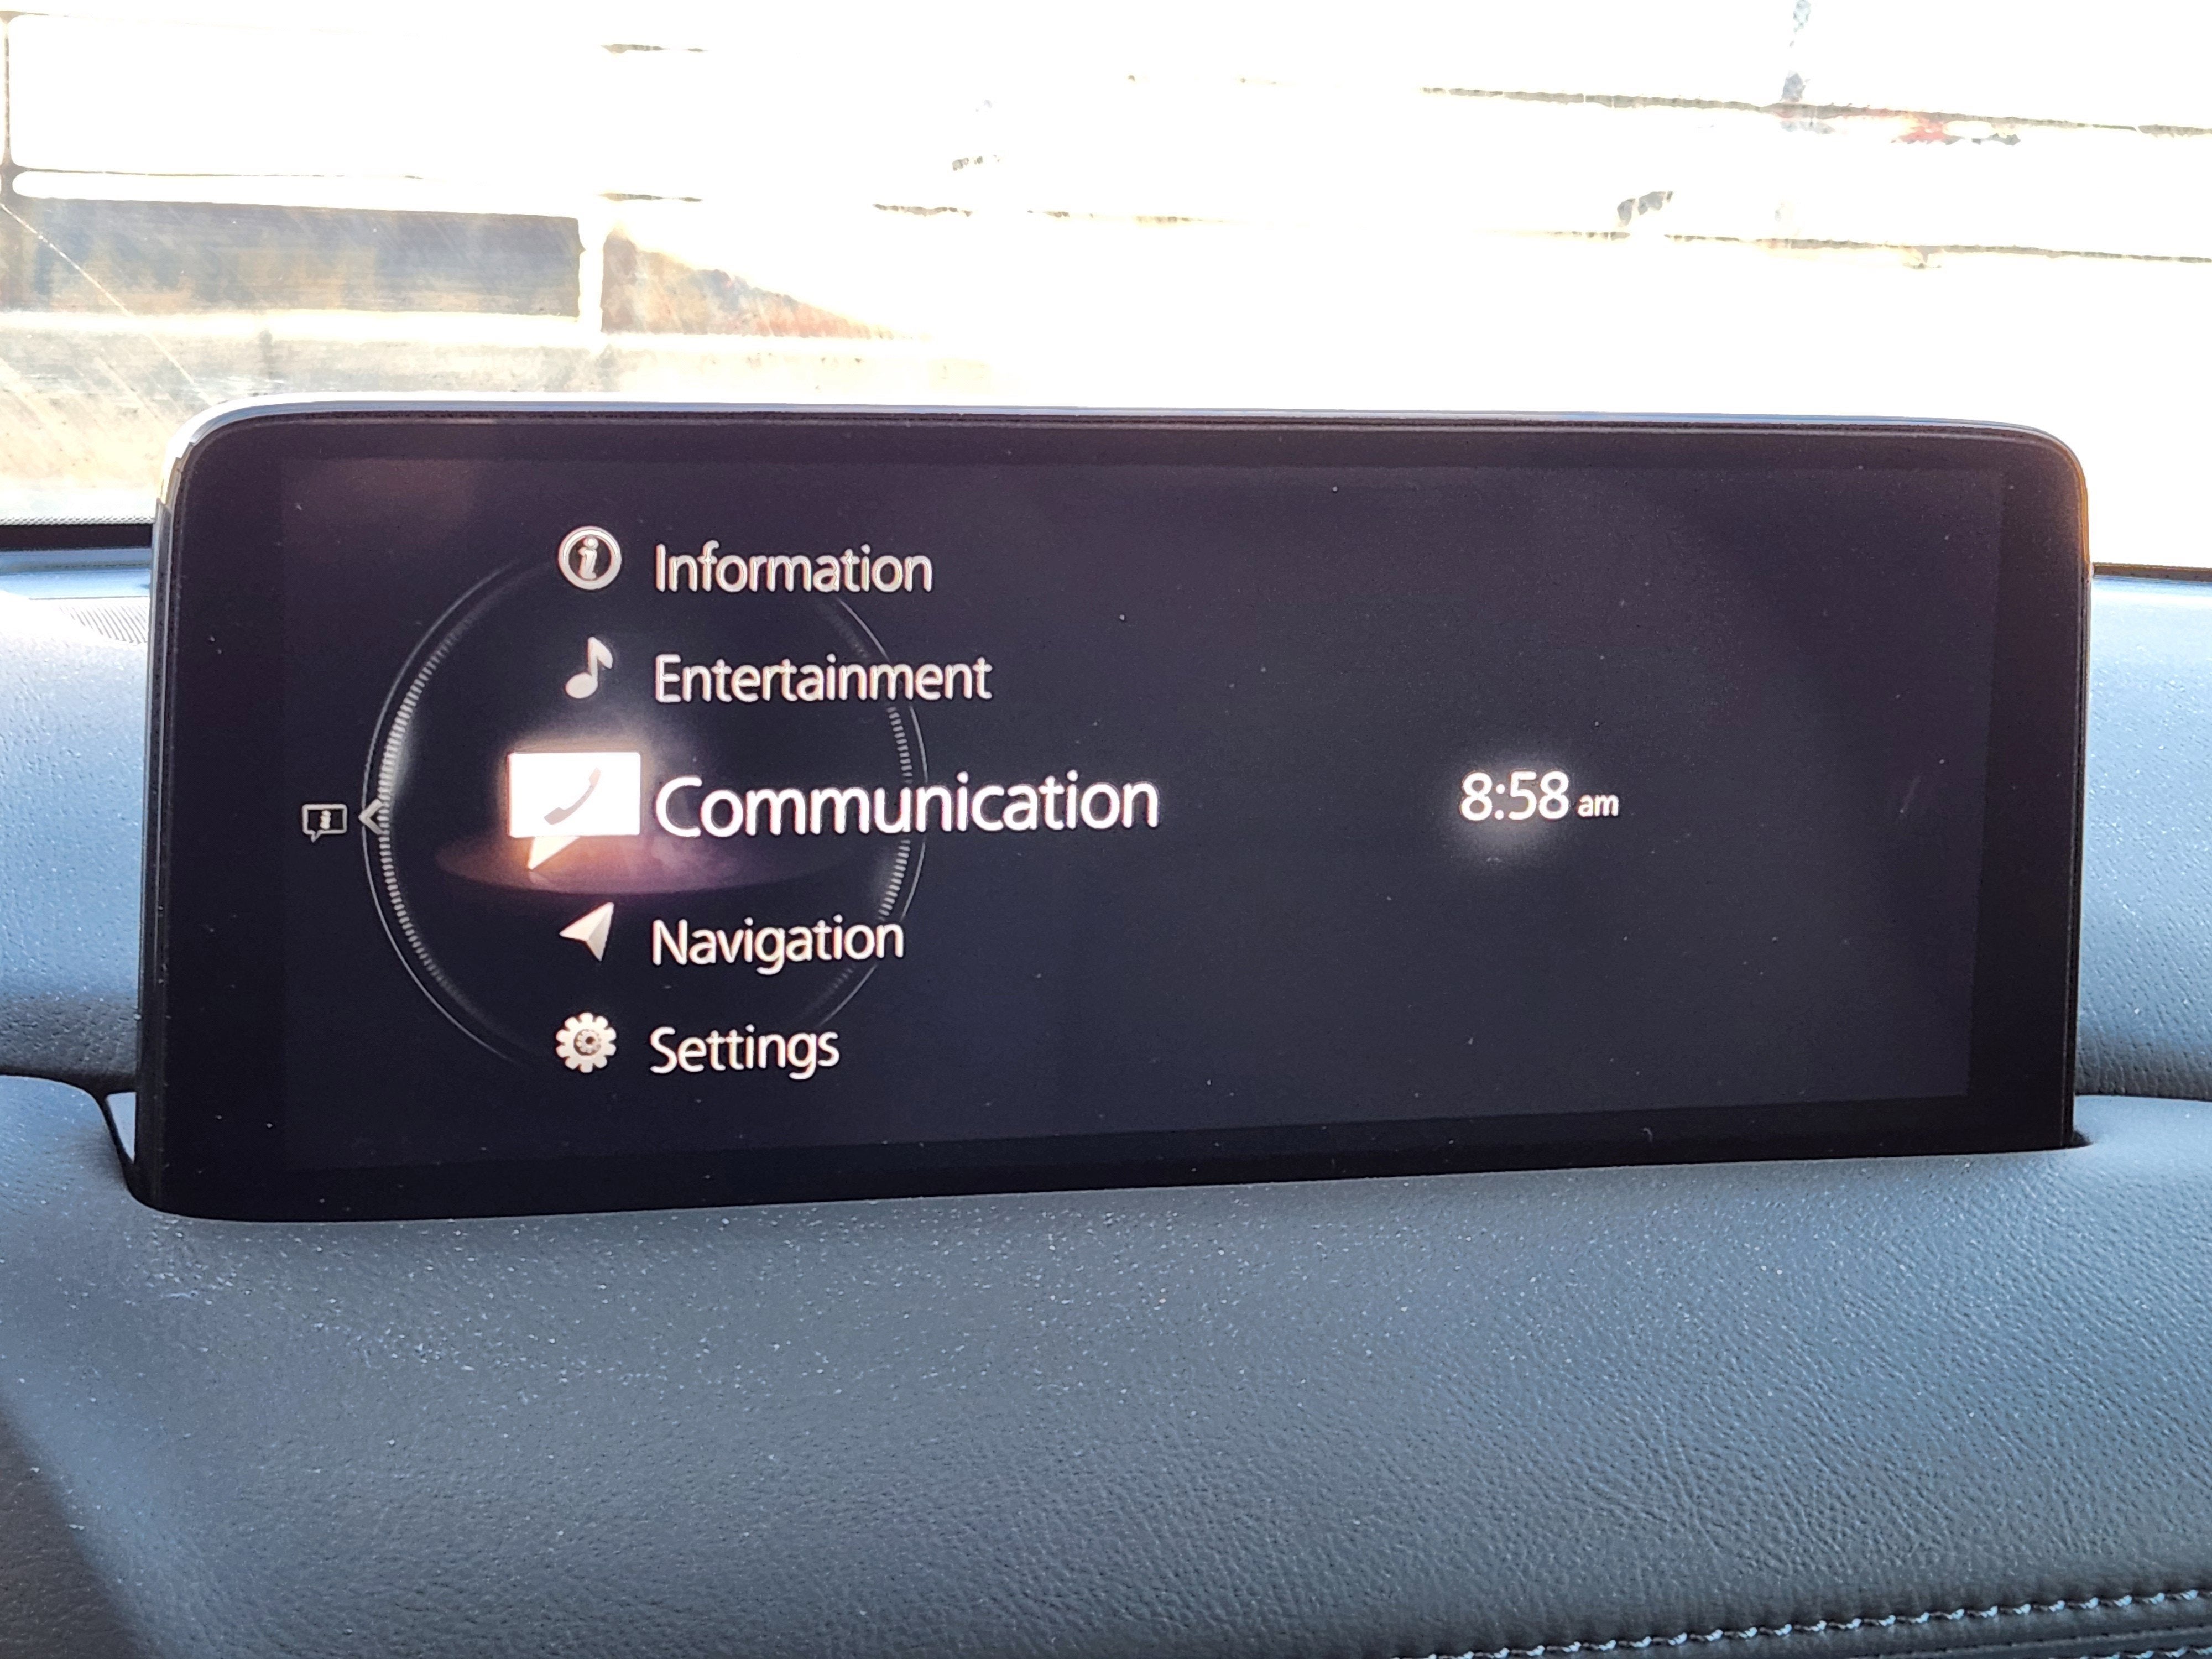 Information
Entertainment
Communication
8:58 am
Navigation
Settings